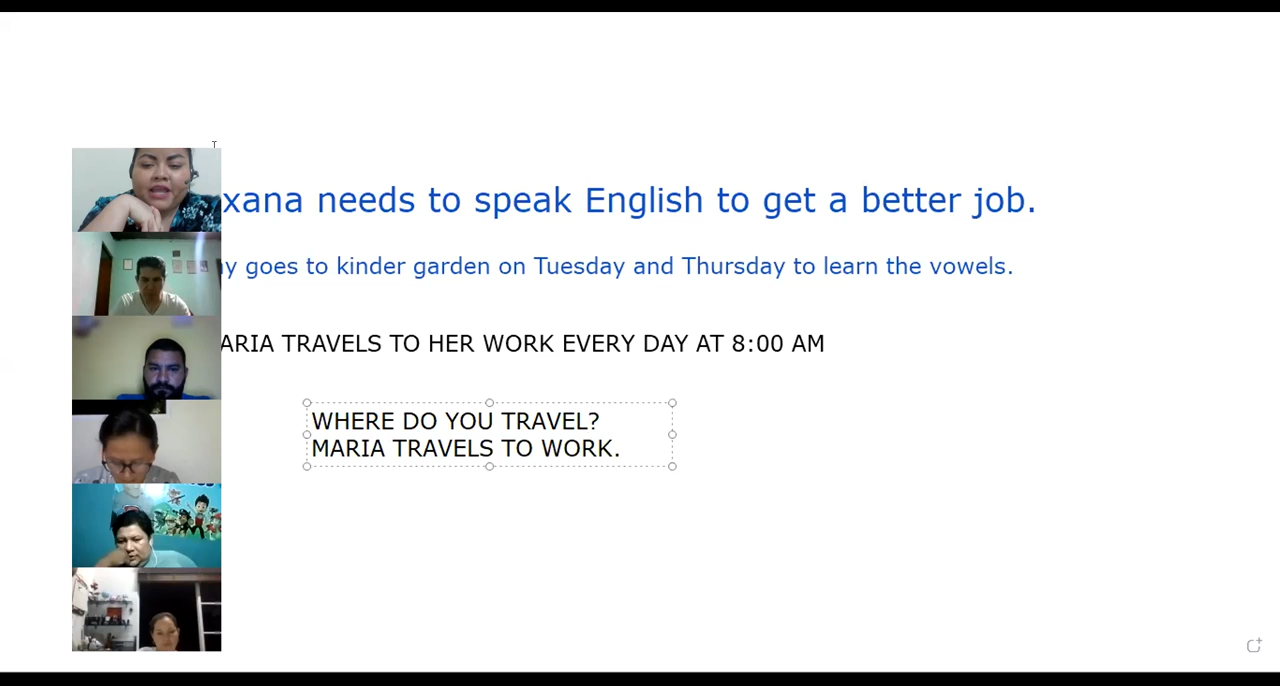 xana needs to speak English to get a better job.
y goes to kinder garden on Tuesday and Thursday to learn the vowels.
ARIA TRAVELS TO HER WORK EVERY DAY AT 8:00 AM
WHERE DO YOU TRAVEL?
MARIA TRAVELS TO WORK.